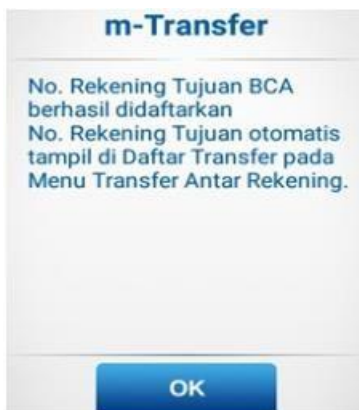 m-Transfer
No. Rekening Tujuan BCA
berhasil didaftarkan
No. Rekening Tujuan otomatis
tampil di Daftar Transfer pada
Menu Transfer Antar Rekening.
OK